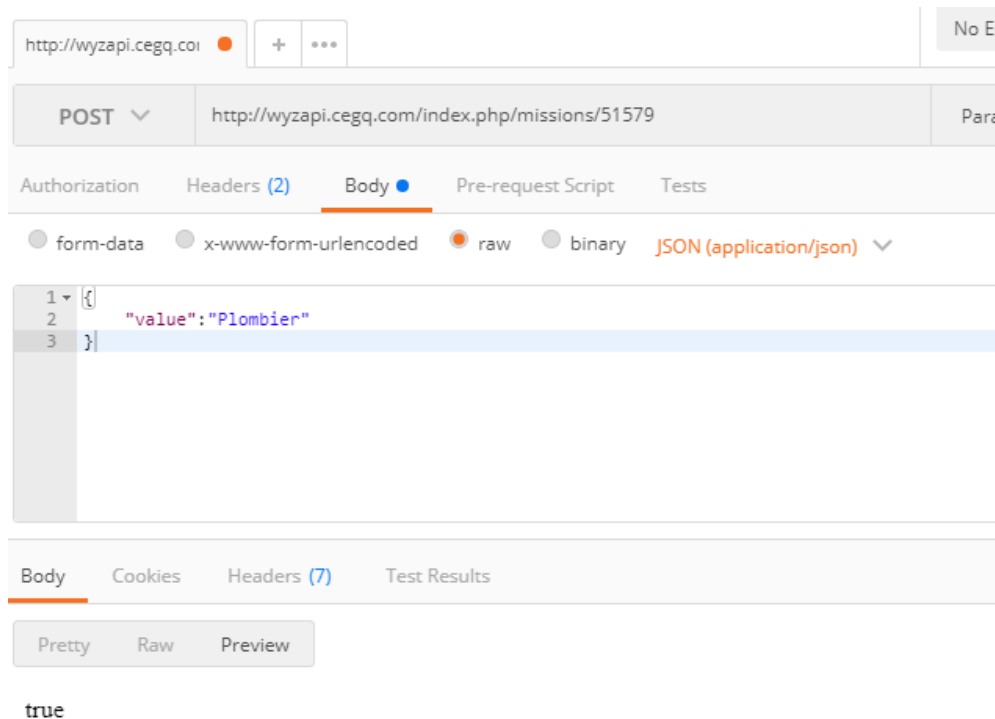 http://wyzapi.cegq.co
+ •••
No E
POST http://wyzapi.cegq.com/index.php/missions/51579 Para
Authorization Headers (2) Body Pre-request Script Tests
form-data x-www-form-urlencoded raw binary JSON (application/json)
1 {
2 "value":"Plombier"
3 }
Body Cookies Headers (7) Test Results
Pretty Raw Preview
true